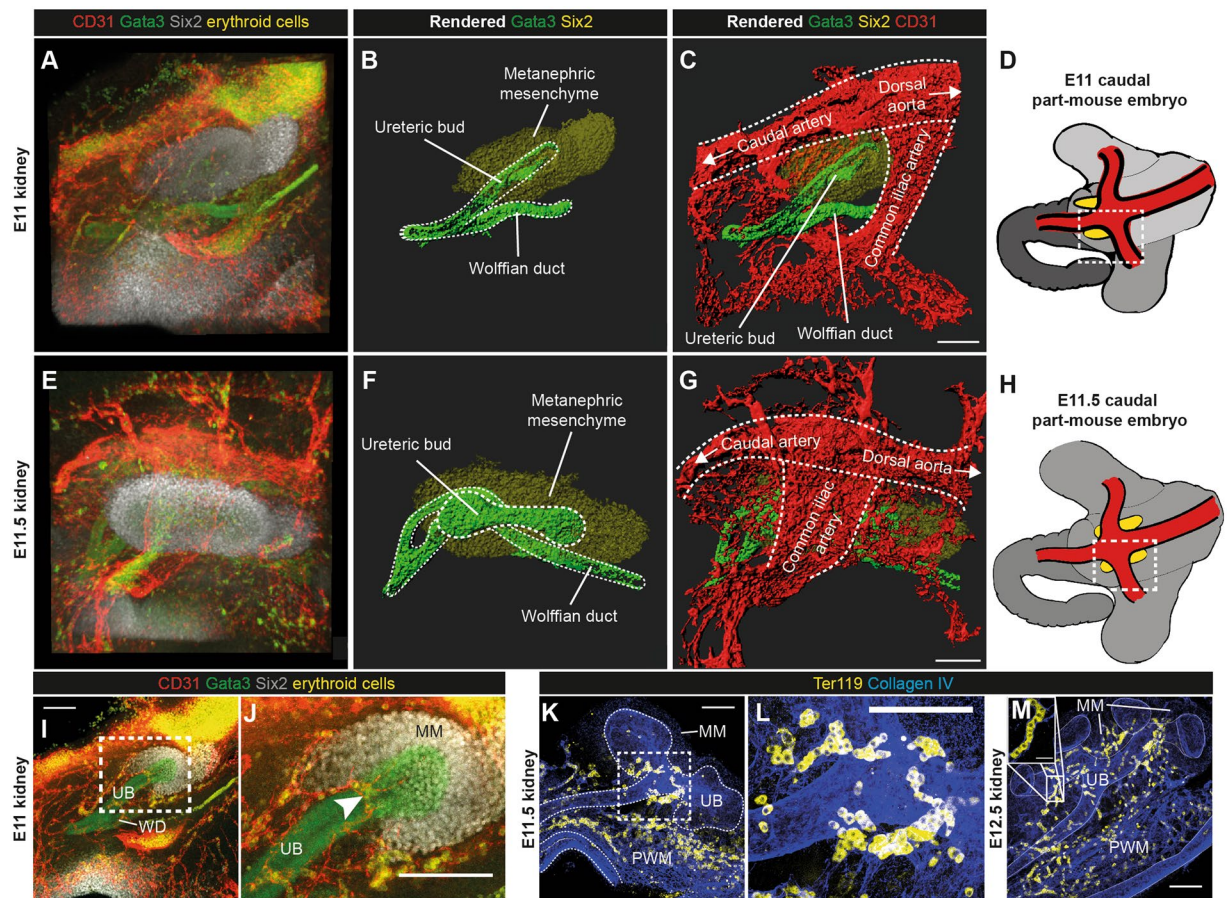 CD31 Gata3 Six2 erythroid cells
Rendered Gata3 Six2
Rendered Gata3 Six2 CD31
E11 kidney
A
B
Metanephric
mesenchyme
Ureteric bud
Wolffian duct
C
Dorsal
aorta
Caudal artery
Common iliac artery
Ureteric bud
Wolffian duct
D
E11 caudal
part-mouse embryo
E11.5 kidney
E
F
Metanephric
mesenchyme
Ureteric bud
Wolffian duct
G
Caudal artery
Dorsal aorta
Common iliac
artery
H
E11.5 caudal
part-mouse embryo
CD31 Gata3 Six2 erythroid cells
Ter119 Collagen IV
E11 kidney
I
UB
WD
J
MM
UB
E11.5 kidney
K
MM
UB
PWM
L
E12.5 kidney
M
MM
UB
PWM